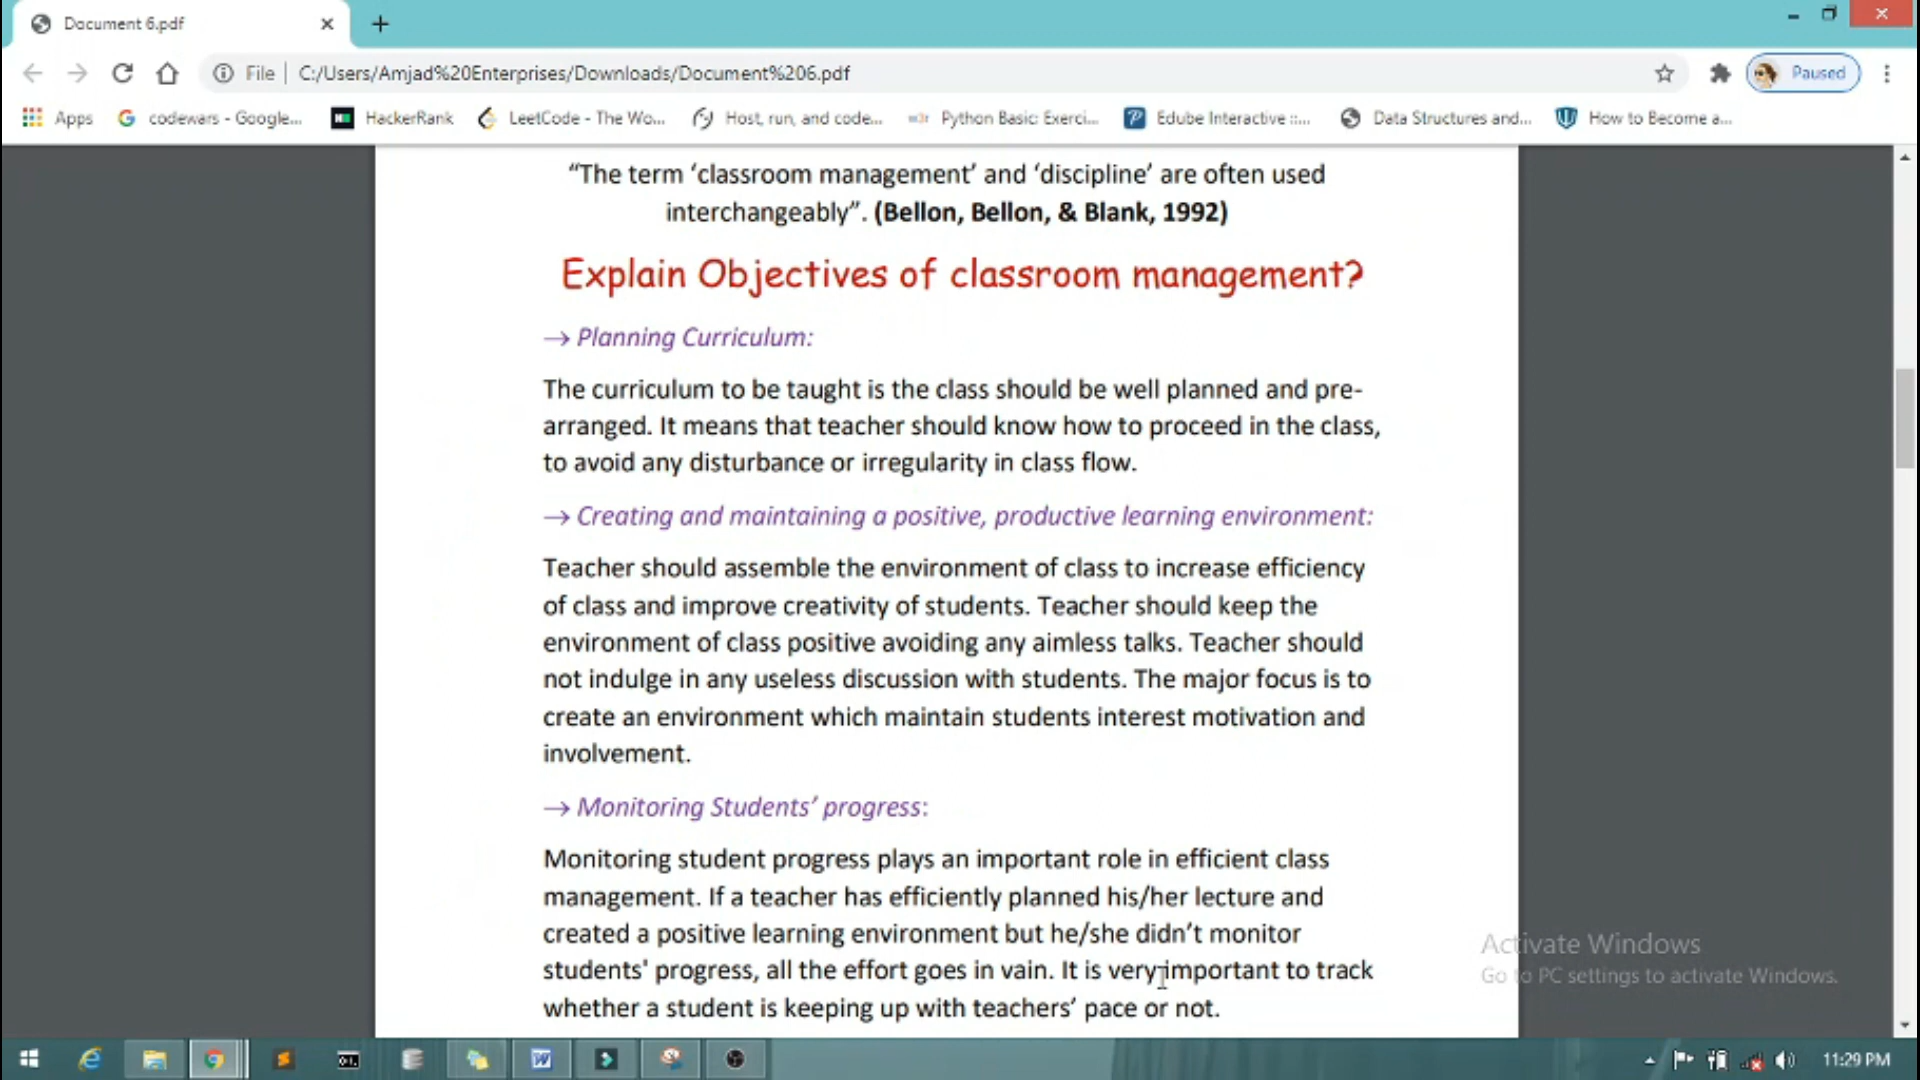 Document 6.pdf
File
C:/Users/Amjad%20Enterprises/Downloads/Document%206.pdf
Paused
Apps
codewars - Google...
HackerRank
LeetCode - The Wo...
Host, run, and code...
Python Basic: Exerci...
Edube Interactive ::...
Data Structures and...
How to Become a...
“The term ‘classroom management’ and ‘discipline’ are often used
interchangeably”. (Bellon, Bellon, & Blank, 1992)
Explain Objectives of classroom management?
→ Planning Curriculum:
The curriculum to be taught is the class should be well planned and pre-
arranged. It means that teacher should know how to proceed in the class,
to avoid any disturbance or irregularity in class flow.
→ Creating and maintaining a positive, productive learning environment:
Teacher should assemble the environment of class to increase efficiency
of class and improve creativity of students. Teacher should keep the
environment of class positive avoiding any aimless talks. Teacher should
not indulge in any useless discussion with students. The major focus is to
create an environment which maintain students interest motivation and
involvement.
→ Monitoring Students’ progress:
Monitoring student progress plays an important role in efficient class
management. If a teacher has efficiently planned his/her lecture and
created a positive learning environment but he/she didn’t monitor
students' progress, all the effort goes in vain. It is very important to track
whether a student is keeping up with teachers’ pace or not.
Activate Windows
Go to PC settings to activate Windows.
11:29 PM